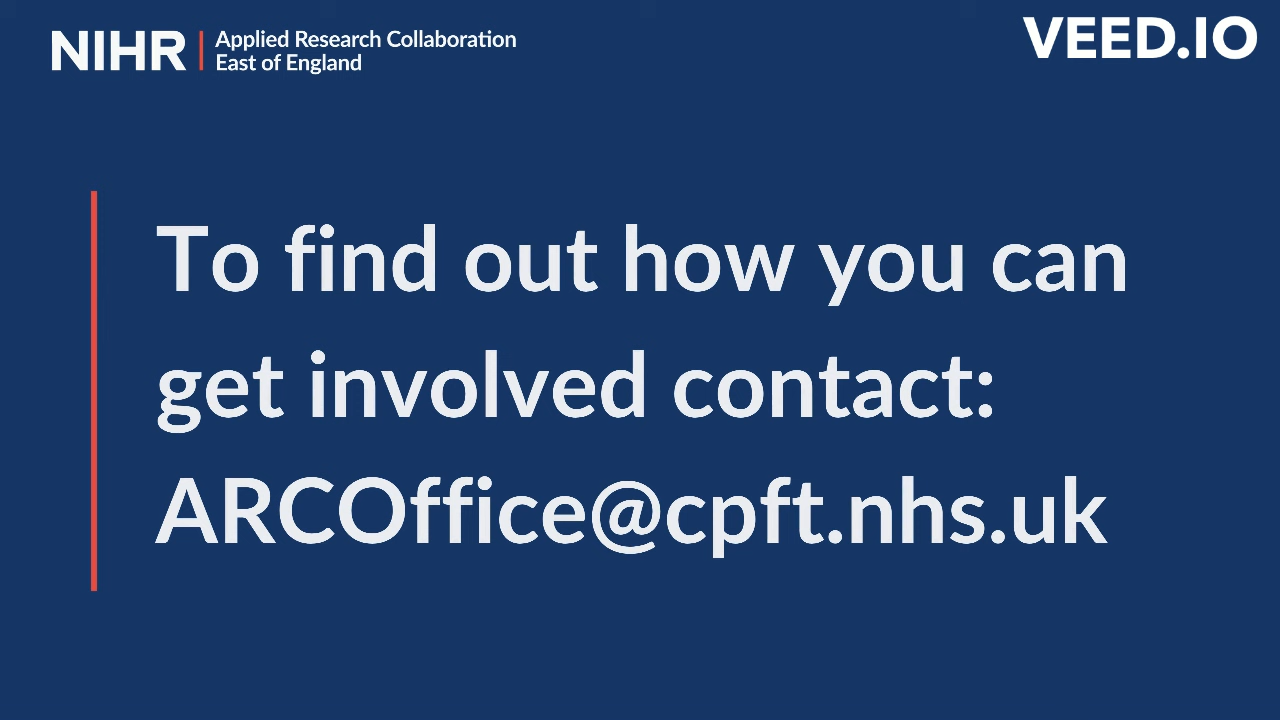 NIHR | Applied Research Collaboration
East of England
VEED.IO
To find out how you can
get involved contact:
ARCOffice@cpft.nhs.uk